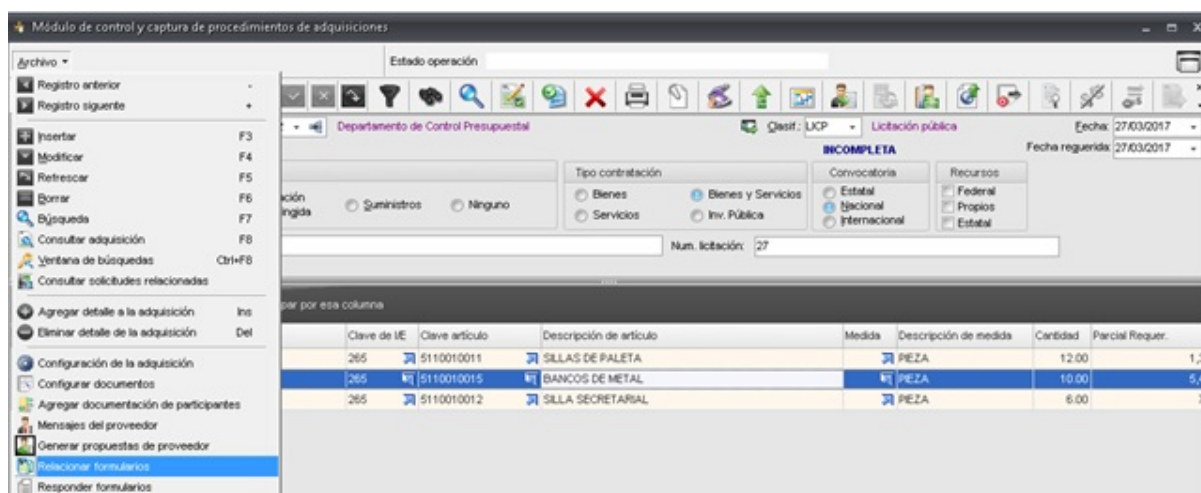 Módulo de control y captura de procedimientos de adquisiciones
Archivo
Estado operación
Registro anterior -
Registro siguente +
Insertar F3
Modificar F4
Refrescar F5
Borrar F6
Búsqueda F7
Consultar adquisición F8
Ventana de búsquedas Ctrl+F8
Consultar solicitudes relacionadas
Agregar detalle a la adquisición Ins
Eliminar detalle de la adquisición Del
Configuración de la adquisición
Configurar documentos
Agregar documentación de participantes
Mensajes del proveedor
Generar propuestas de proveedor
Relacionar formularios
Responder formularios
Departamento de Control Presupuestal
Clasif.: LICP Licitación pública
Fecha: 27/03/2017
INCOMPLETA
Fecha requerida: 27/03/2017
Suministros
Ninguno
Tipo contratación
Bienes
Bienes y Servicios
Servicios
Inv. Pública
Convocatoria
Estatal
Nacional
Internacional
Recursos
Federal
Propios
Estatal
Num. licitación: 27
par por esa columna
Clave de I/E Clave artículo Descripción de artículo Medida Descripción de medida Cantidad Parcial Requer.
265 5110010011 SILLAS DE PALETA PIEZA 12.00
265 5110010015 BANCOS DE METAL PIEZA 10.00
265 5110010012 SILLA SECRETARIAL PIEZA 6.00